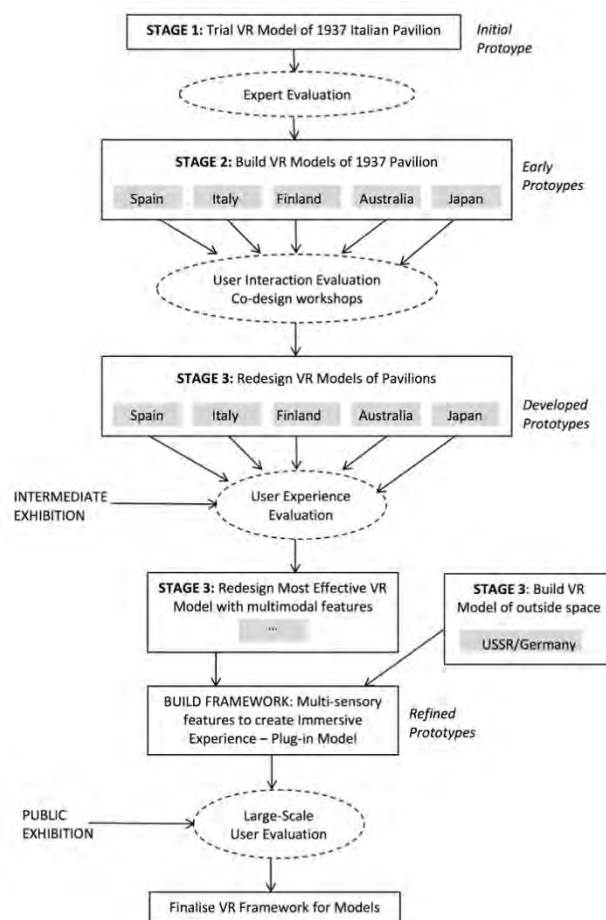 STAGE 1: Trial VR Model of 1937 Italian Pavilion
Initial
Protoype
Expert Evaluation
STAGE 2: Build VR Models of 1937 Pavilion
Spain Italy Finland Australia Japan
Early
Protoypes
User Interaction Evaluation
Co-design workshops
STAGE 3: Redesign VR Models of Pavilions
Spain Italy Finland Australia Japan
Developed
Prototypes
INTERMEDIATE
EXHIBITION
User Experience
Evaluation
STAGE 3: Redesign Most Effective VR
Model with multimodal features
...
STAGE 3: Build VR
Model of outside space
USSR/Germany
BUILD FRAMEWORK: Multi-sensory
features to create Immersive
Experience – Plug-in Model
Refined
Prototypes
PUBLIC
EXHIBITION
Large-Scale
User Evaluation
Finalise VR Framework for Models